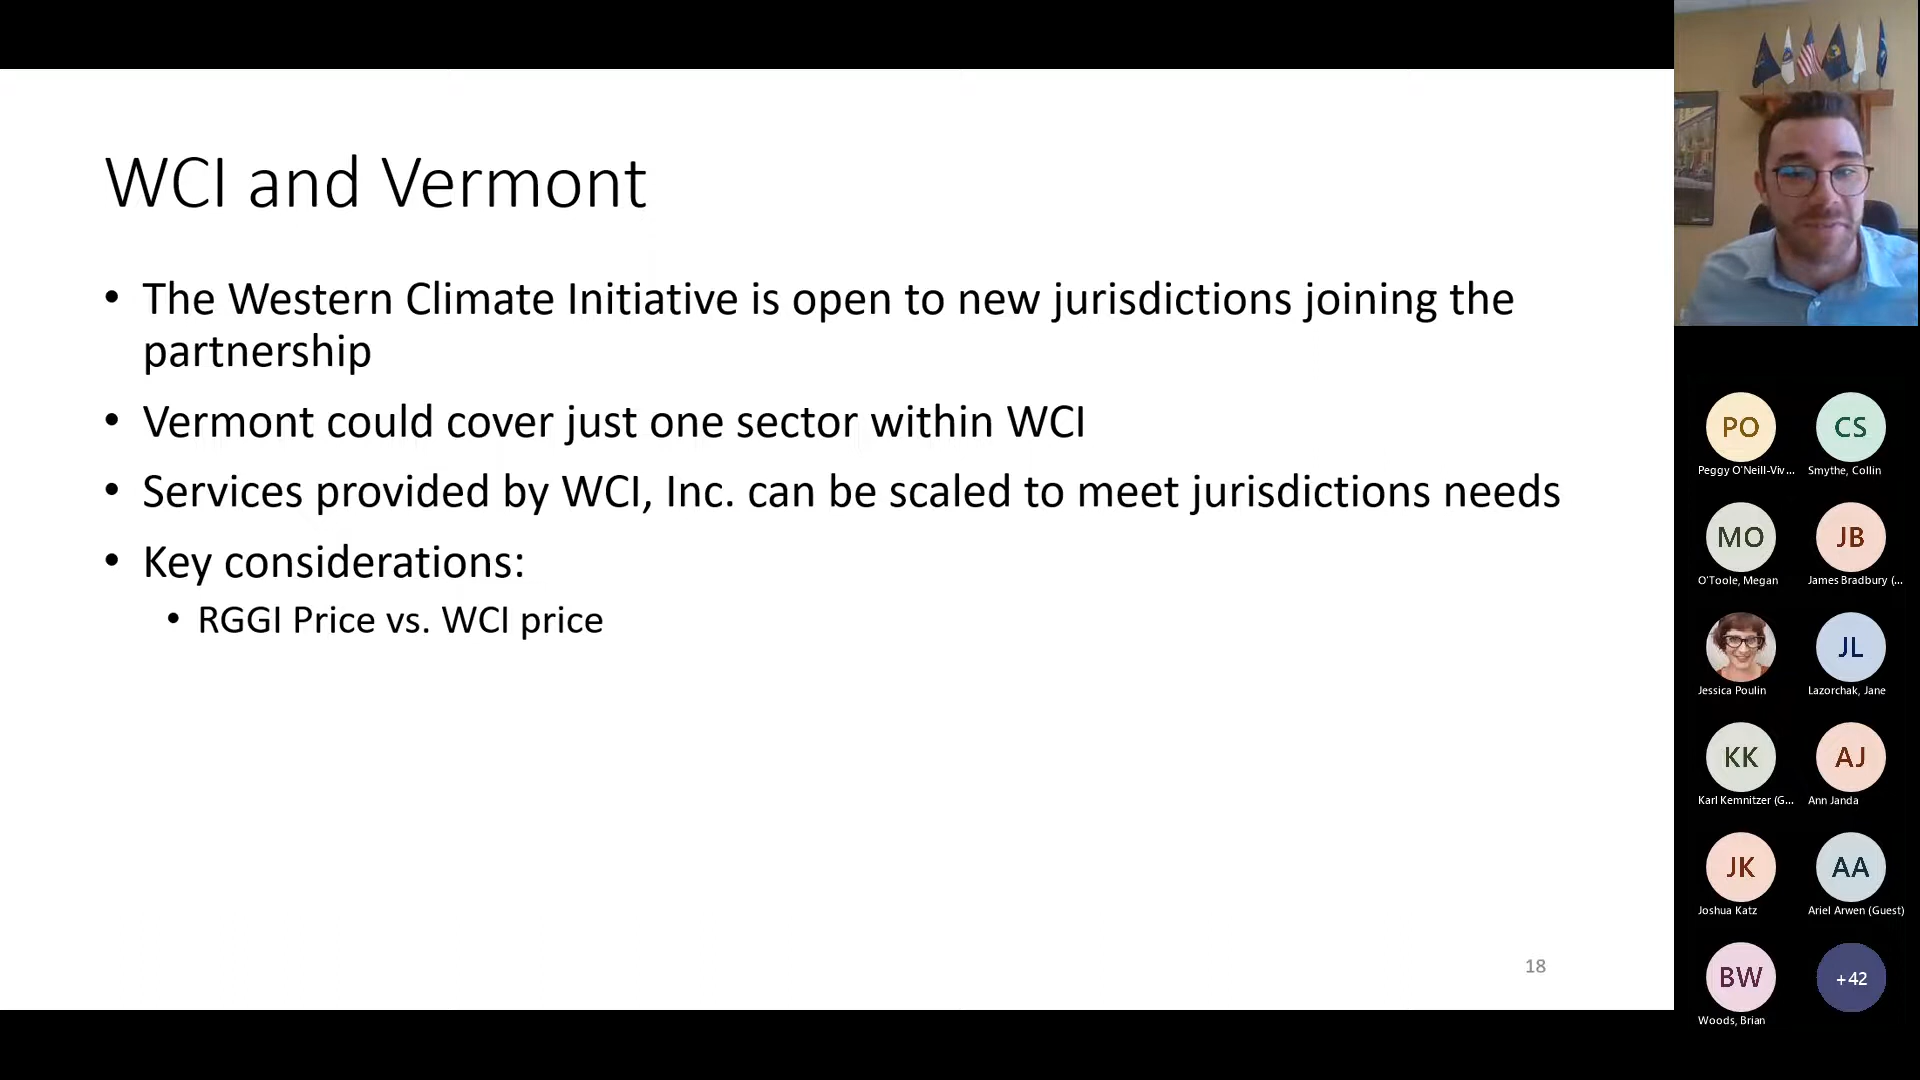 WCI and Vermont
• The Western Climate Initiative is open to new jurisdictions joining the
partnership
• Vermont could cover just one sector within WCI
• Services provided by WCI, Inc. can be scaled to meet jurisdictions needs
• Key considerations:
• RGGI Price vs. WCI price
18
PO
CS
Peggy O'Neill-Viv...
Smythe, Collin
MO
JB
O'Toole, Megan
James Bradbury (...
JL
Jessica Poulin
Lazorchak, Jane
KK
AJ
Karl Kemnitzer (G...
Ann Janda
JK
AA
Joshua Katz
Ariel Arwen (Guest)
BW
+42
Woods, Brian